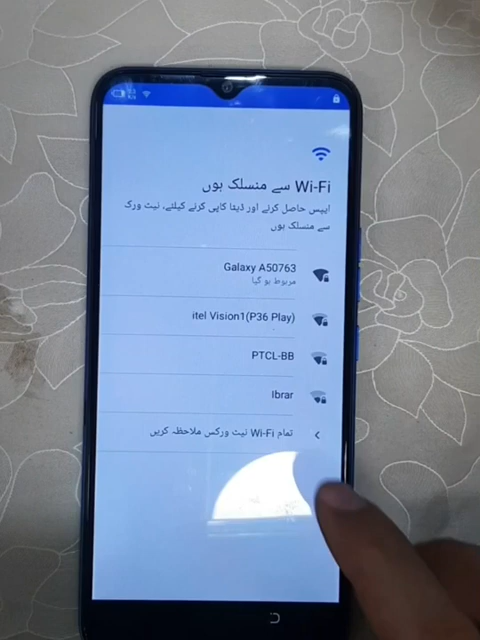 Wi-Fi سے منسلک ہوں
ایپس حاصل کرنے اور ڈیٹا کاپی کرنے کیلئے، نیٹ ورک
سے منسلک ہوں
Galaxy A50763
مربوط ہو گیا
itel Vision1(P36 Play)
PTCL-BB
Ibrar
تمام Wi-Fi نیٹ ورکس ملاحظہ کریں